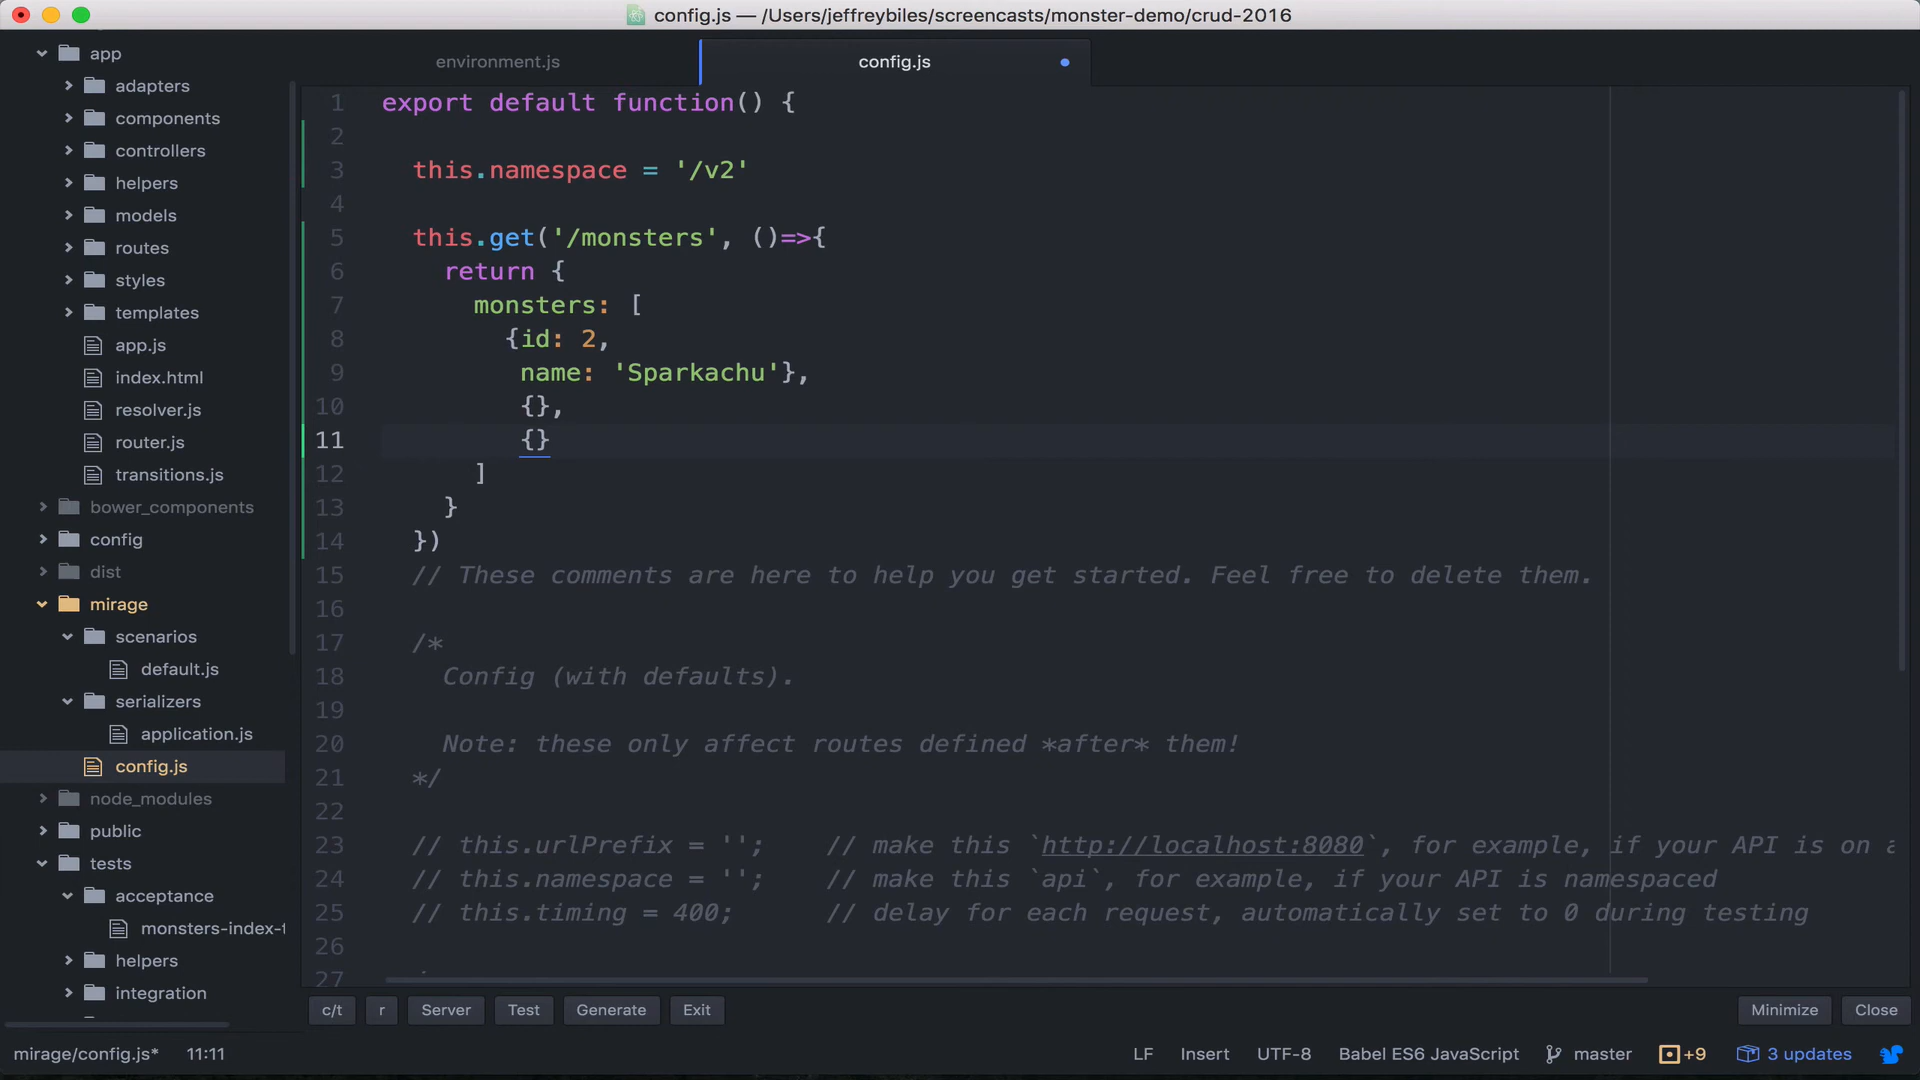 config.js — /Users/jeffreybiles/screencasts/monster-demo/crud-2016
app
adapters
components
controllers
helpers
models
routes
styles
templates
app.js
index.html
resolver.js
router.js
transitions.js
bower_components
config
dist
mirage
scenarios
default.js
serializers
application.js
config.js
node_modules
public
tests
acceptance
monsters-index-t
helpers
integration
environment.js
config.js
1 export default function() {
2
3 this.namespace = '/v2'
4
5 this.get('/monsters', ()=>{
6 return {
7 monsters: [
8 {id: 2,
9 name: 'Sparkachu'},
10 {},
11 {}
12 ]
13 }
14 })
15 // These comments are here to help you get started. Feel free to delete them.
16
17 /*
18 Config (with defaults).
19
20 Note: these only affect routes defined *after* them!
21 */
22
23 // this.urlPrefix = ''; // make this `http://localhost:8080`, for example, if your API is on a
24 // this.namespace = ''; // make this `api`, for example, if your API is namespaced
25 // this.timing = 400; // delay for each request, automatically set to 0 during testing
26
27
c/t r Server Test Generate Exit Minimize Close
mirage/config.js* 11:11 LF Insert UTF-8 Babel ES6 JavaScript master +9 3 updates